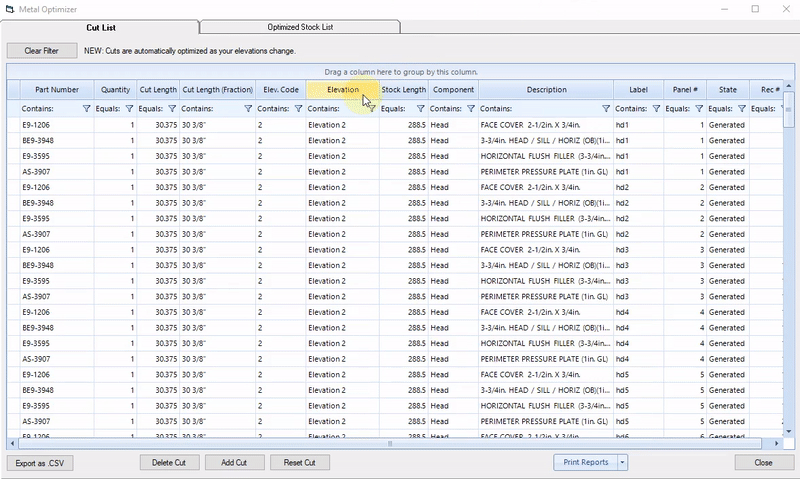 Metal Optimizer
Cut List Optimized Stock List
Clear Filter NEW: Cuts are automatically optimized as your elevations change.
Drag a column here to group by this column.
Part Number Quantity Cut Length Cut Length (Fraction) Elev. Code Elevation Stock Length Component Description Label Panel # State Rec #
Contains: Equals: Equals: Contains: Contains: Contains: Equals: Contains: Contains: Contains: Equals: Equals: Equals:
E9-1206 1 30.375 30 3/8" 2 Elevation 2 288.5 Head FACE COVER 2-1/2in. X 3/4in. hd1 1 Generated
BE9-3948 1 30.375 30 3/8" 2 Elevation 2 288.5 Head 3-3/4in. HEAD / SILL / HORIZ (OB)(1i... hd1 1 Generated
E9-3595 1 30.375 30 3/8" 2 Elevation 2 288.5 Head HORIZONTAL FLUSH FILLER (3-3/4in.... hd1 1 Generated
AS-3907 1 30.375 30 3/8" 2 Elevation 2 288.5 Head PERIMETER PRESSURE PLATE (1in. GL) hd1 1 Generated
E9-1206 1 30.375 30 3/8" 2 Elevation 2 288.5 Head FACE COVER 2-1/2in. X 3/4in. hd2 2 Generated
BE9-3948 1 30.375 30 3/8" 2 Elevation 2 288.5 Head 3-3/4in. HEAD / SILL / HORIZ (OB)(1i... hd2 2 Generated
E9-3595 1 30.375 30 3/8" 2 Elevation 2 288.5 Head HORIZONTAL FLUSH FILLER (3-3/4in.... hd2 2 Generated
AS-3907 1 30.375 30 3/8" 2 Elevation 2 288.5 Head PERIMETER PRESSURE PLATE (1in. GL) hd2 2 Generated
E9-1206 1 30.375 30 3/8" 2 Elevation 2 288.5 Head FACE COVER 2-1/2in. X 3/4in. hd3 3 Generated
BE9-3948 1 30.375 30 3/8" 2 Elevation 2 288.5 Head 3-3/4in. HEAD / SILL / HORIZ (OB)(1i... hd3 3 Generated
E9-3595 1 30.375 30 3/8" 2 Elevation 2 288.5 Head HORIZONTAL FLUSH FILLER (3-3/4in.... hd3 3 Generated
AS-3907 1 30.375 30 3/8" 2 Elevation 2 288.5 Head PERIMETER PRESSURE PLATE (1in. GL) hd3 3 Generated
E9-1206 1 30.375 30 3/8" 2 Elevation 2 288.5 Head FACE COVER 2-1/2in. X 3/4in. hd4 4 Generated
BE9-3948 1 30.375 30 3/8" 2 Elevation 2 288.5 Head 3-3/4in. HEAD / SILL / HORIZ (OB)(1i... hd4 4 Generated
E9-3595 1 30.375 30 3/8" 2 Elevation 2 288.5 Head HORIZONTAL FLUSH FILLER (3-3/4in.... hd4 4 Generated
AS-3907 1 30.375 30 3/8" 2 Elevation 2 288.5 Head PERIMETER PRESSURE PLATE (1in. GL) hd4 4 Generated
E9-1206 1 30.375 30 3/8" 2 Elevation 2 288.5 Head FACE COVER 2-1/2in. X 3/4in. hd5 5 Generated
BE9-3948 1 30.375 30 3/8" 2 Elevation 2 288.5 Head 3-3/4in. HEAD / SILL / HORIZ (OB)(1i... hd5 5 Generated
E9-3595 1 30.375 30 3/8" 2 Elevation 2 288.5 Head HORIZONTAL FLUSH FILLER (3-3/4in.... hd5 5 Generated
AS-3907 1 30.375 30 3/8" 2 Elevation 2 288.5 Head PERIMETER PRESSURE PLATE (1in. GL) hd5 5 Generated
E9-1206 1 30.375 30 3/8" 2 Elevation 2 288.5 Head FACE COVER 2-1/2in. X 3/4in. hd6 6 Generated
Export as .CSV Delete Cut Add Cut Reset Cut Print Reports Close